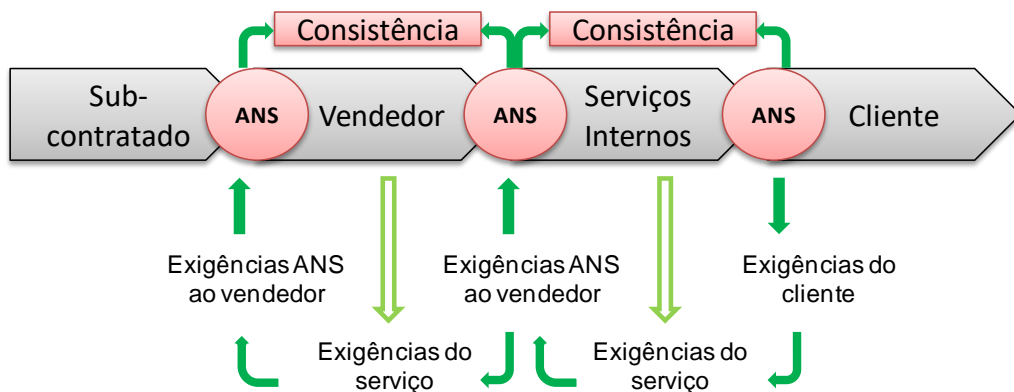 Consistência
Consistência
Sub-
contratado
ANS
Vendedor
ANS
Serviços
Internos
ANS
Cliente
Exigências ANS
ao vendedor
Exigências ANS
ao vendedor
Exigências do
cliente
Exigências do
serviço
Exigências do
serviço